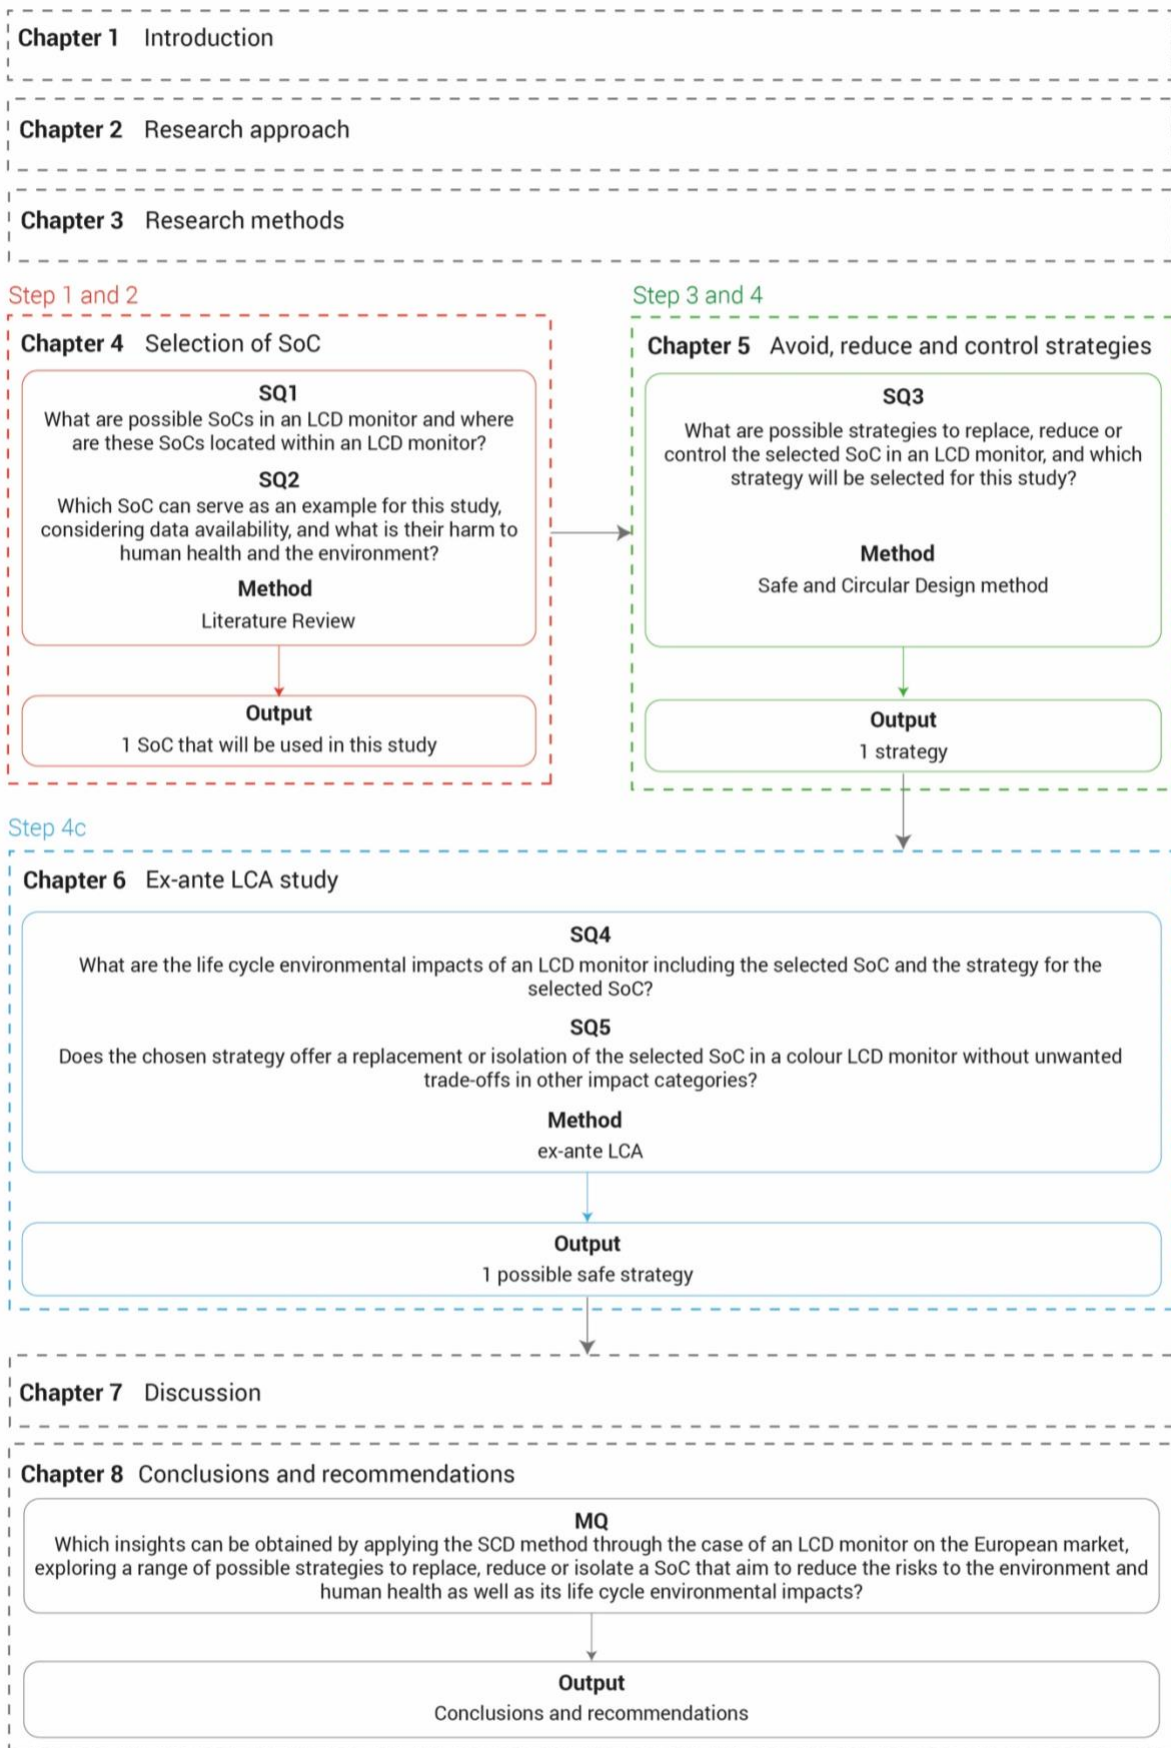 Chapter 1 Introduction
Chapter 2 Research approach
Chapter 3 Research methods
Step 1 and 2
Chapter 4 Selection of SoC
SQ1
What are possible SoCs in an LCD monitor and where
are these SoCs located within an LCD monitor?
SQ2
Which SoC can serve as an example for this study,
considering data availability, and what is their harm to
human health and the environment?
Method
Literature Review
Output
1 SoC that will be used in this study
Step 3 and 4
Chapter 5 Avoid, reduce and control strategies
SQ3
What are possible strategies to replace, reduce or
control the selected SoC in an LCD monitor, and which
strategy will be selected for this study?
Method
Safe and Circular Design method
Output
1 strategy
Step 4c
Chapter 6 Ex-ante LCA study
SQ4
What are the life cycle environmental impacts of an LCD monitor including the selected SoC and the strategy for the
selected SoC?
SQ5
Does the chosen strategy offer a replacement or isolation of the selected SoC in a colour LCD monitor without unwanted
trade-offs in other impact categories?
Method
ex-ante LCA
Output
1 possible safe strategy
Chapter 7 Discussion
Chapter 8 Conclusions and recommendations
MQ
Which insights can be obtained by applying the SCD method through the case of an LCD monitor on the European market,
exploring a range of possible strategies to replace, reduce or isolate a SoC that aim to reduce the risks to the environment and
human health as well as its life cycle environmental impacts?
Output
Conclusions and recommendations